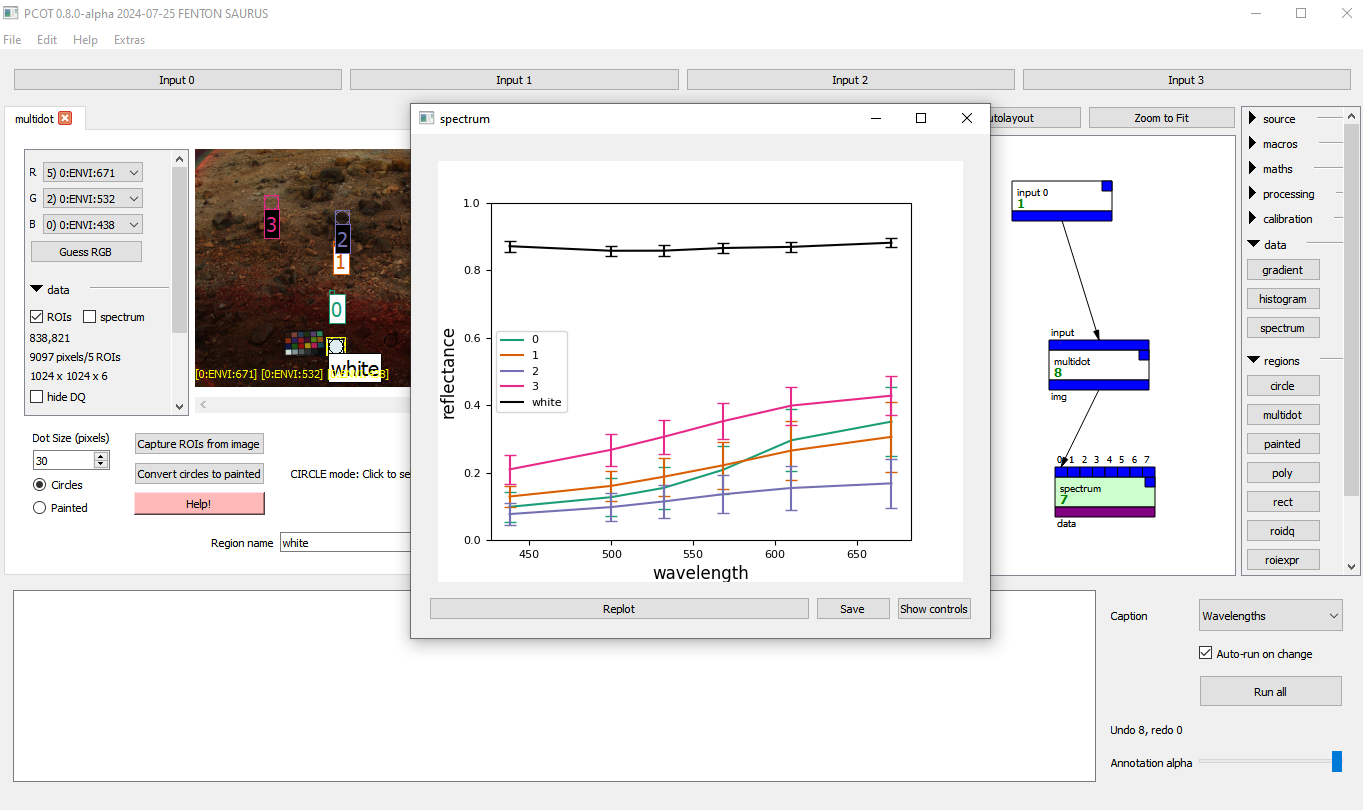 PCOT 0.8.0-alpha 2024-07-25 FENTON SAURUS
File Edit Help Extras
Input 0 Input 1 Input 2 Input 3
multidot
R 5) 0:ENVI:671
G 2) 0:ENVI:532
B 0) 0:ENVI:438
Guess RGB
data
ROIs spectrum
838,821
9097 pixels/5 ROIs
1024 x 1024 x 6
hide DQ
3
2
1
0
white
[0:ENVI:671] [0:ENVI:532]
Dot Size (pixels)
30
Circles
Painted
Capture ROIs from image
Convert circles to painted
Help!
CIRCLE mode: Click to se
Region name white
spectrum
1.0
0.8
0.6
0.4
0.2
0.0
reflectance
0
1
2
3
white
450 500 550 600 650
wavelength
Replot Save Show controls
utolayout Zoom to Fit
input 0
1
input
multidot
8
img
0 1 2 3 4 5 6 7
spectrum
7
data
source
macros
maths
processing
calibration
data
gradient
histogram
spectrum
regions
circle
multidot
painted
poly
rect
roidq
roiexpr
Caption Wavelengths
Auto-run on change
Run all
Undo 8, redo 0
Annotation alpha